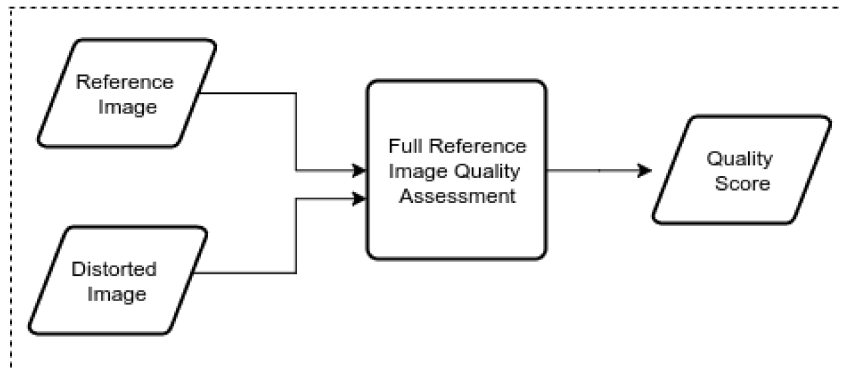 Reference
Image
Full Reference
Image Quality
Assessment
Quality
Score
Distorted
Image